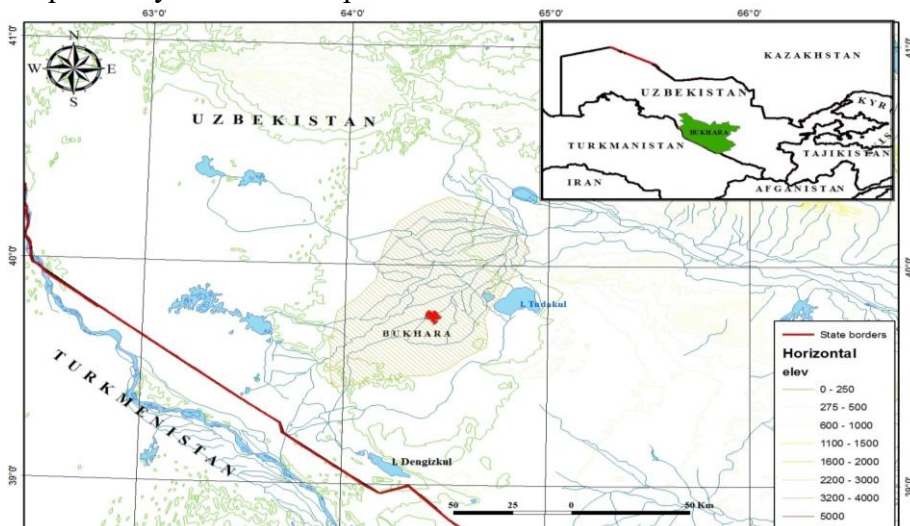 63°0'
64°0'
65°0'
66°0'
41°0'
N
W E
S
UZBEKISTAN
KAZAKHSTAN
UZBEKISTAN
BUKHARA
TURKMANISTAN
TAJIKISTAN
IRAN
AFGANISTAN
40°0'
40°0'
l. Tudakul
BUKHARA
TURKMENISTAN
39°0'
l. Dengizkul
50 25 0 50 Km
State borders
Horizontal
elev
0 - 250
275 - 500
600 - 1000
1100 - 1500
1600 - 2000
2200 - 3000
3200 - 4000
5000